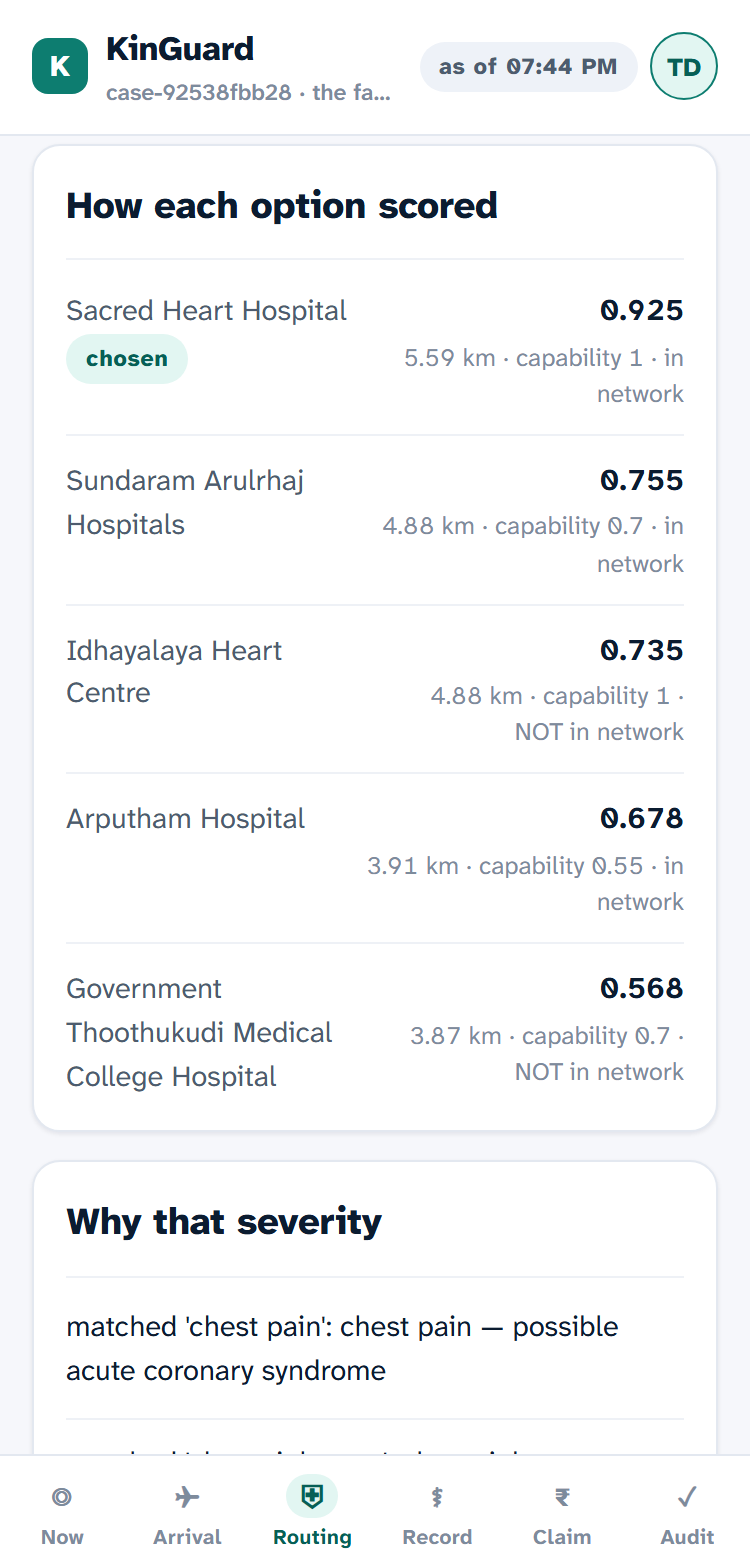 K
KinGuard
case-92538fbb28 · the fa...
as of 07:44 PM
TD
How each option scored
Sacred Heart Hospital
0.925
chosen
5.59 km · capability 1 · in
network
Sundaram Arulrhaj
Hospitals
0.755
4.88 km · capability 0.7 · in
network
Idhayalaya Heart
Centre
0.735
4.88 km · capability 1 ·
NOT in network
Arputham Hospital
0.678
3.91 km · capability 0.55 · in
network
Government
Thoothukudi Medical
College Hospital
0.568
3.87 km · capability 0.7 ·
NOT in network
Why that severity
matched 'chest pain': chest pain — possible
acute coronary syndrome
Now
Arrival
Routing
Record
₹
Claim
Audit